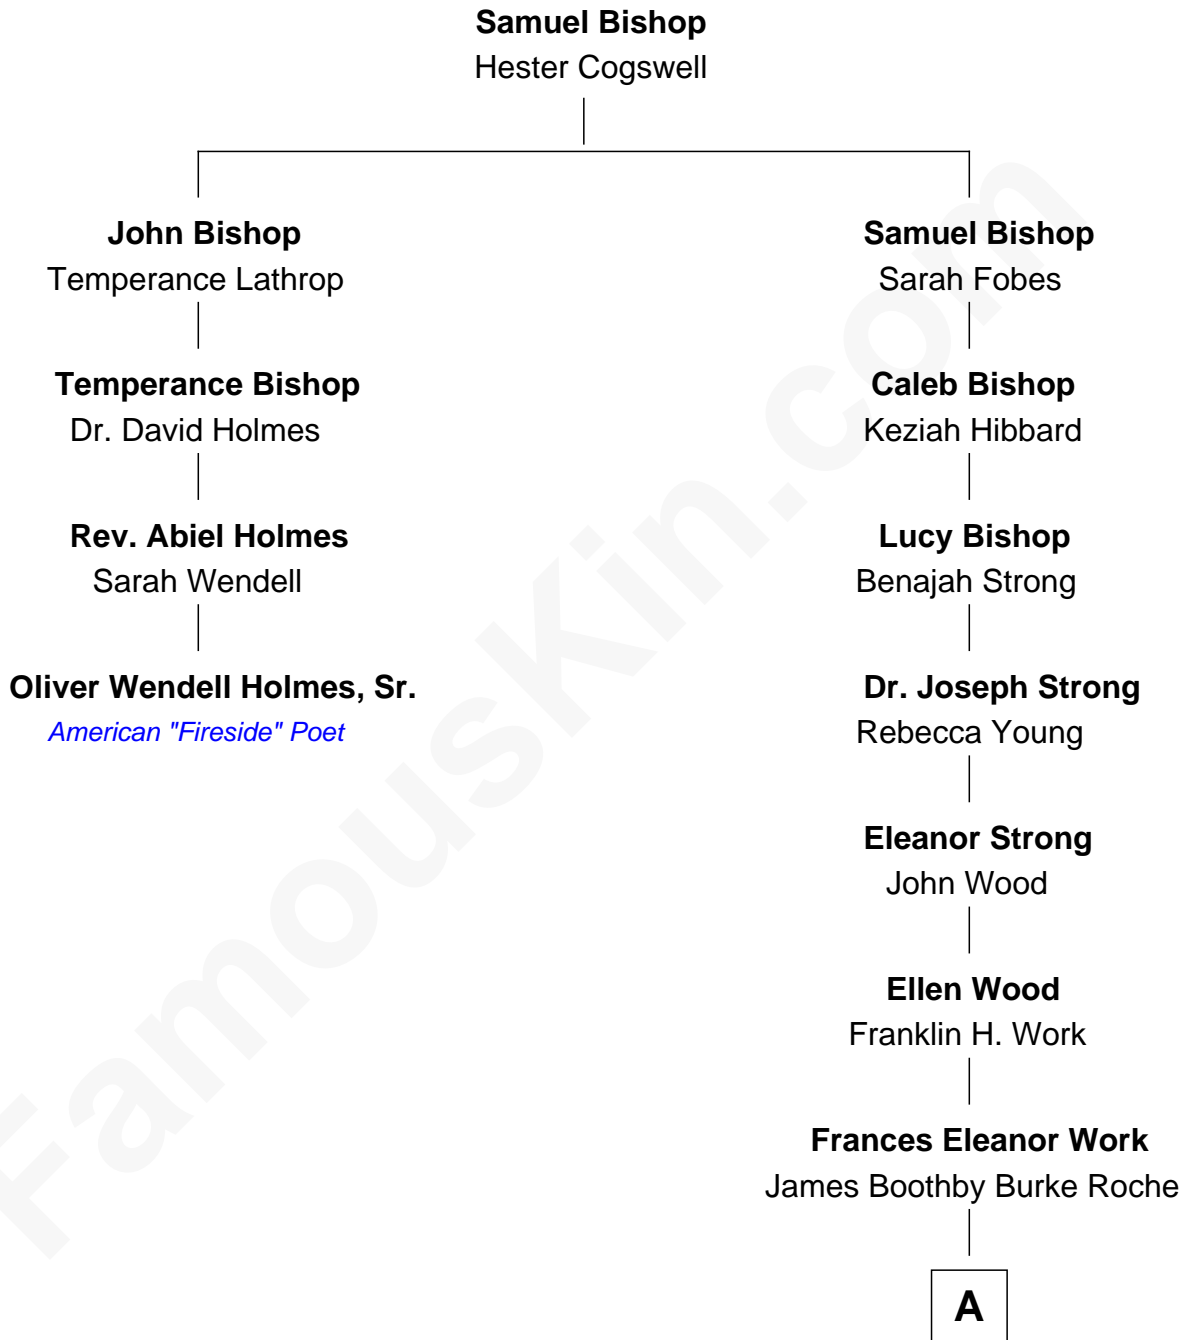 Samuel Bishop
Hester Cogswell
John Bishop
Temperance Lathrop
Samuel Bishop
Sarah Fobes
Temperance Bishop
Dr. David Holmes
Caleb Bishop
Keziah Hibbard
Rev. Abiel Holmes
Sarah Wendell
Lucy Bishop
Benajah Strong
Oliver Wendell Holmes, Sr.
American "Fireside" Poet
Dr. Joseph Strong
Rebecca Young
Eleanor Strong
John Wood
Ellen Wood
Franklin H. Work
Frances Eleanor Work
James Boothby Burke Roche
A
FamousKin.com